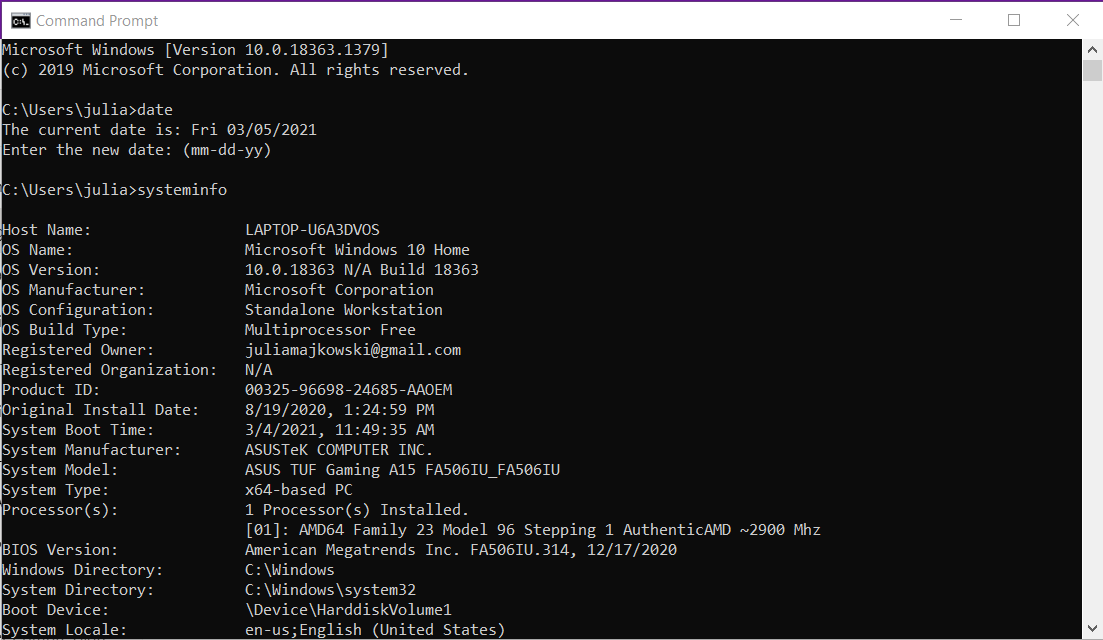 Command Prompt
Microsoft Windows [Version 10.0.18363.1379]
(c) 2019 Microsoft Corporation. All rights reserved.
C:\Users\julia>date
The current date is: Fri 03/05/2021
Enter the new date: (mm-dd-yy)
C:\Users\julia>systeminfo
Host Name:                 LAPTOP-U6A3DVOS
OS Name:                   Microsoft Windows 10 Home
OS Version:                10.0.18363 N/A Build 18363
OS Manufacturer:           Microsoft Corporation
OS Configuration:          Standalone Workstation
OS Build Type:             Multiprocessor Free
Registered Owner:          juliamajkowski@gmail.com
Registered Organization:   N/A
Product ID:                00325-96698-24685-AAOEM
Original Install Date:     8/19/2020, 1:24:59 PM
System Boot Time:          3/4/2021, 11:49:35 AM
System Manufacturer:       ASUSTeK COMPUTER INC.
System Model:              ASUS TUF Gaming A15 FA506IU_FA506IU
System Type:               x64-based PC
Processor(s):              1 Processor(s) Installed.
                           [01]: AMD64 Family 23 Model 96 Stepping 1 AuthenticAMD ~2900 Mhz
BIOS Version:              American Megatrends Inc. FA506IU.314, 12/17/2020
Windows Directory:         C:\Windows
System Directory:          C:\Windows\system32
Boot Device:               \Device\HarddiskVolume1
System Locale:             en-us;English (United States)